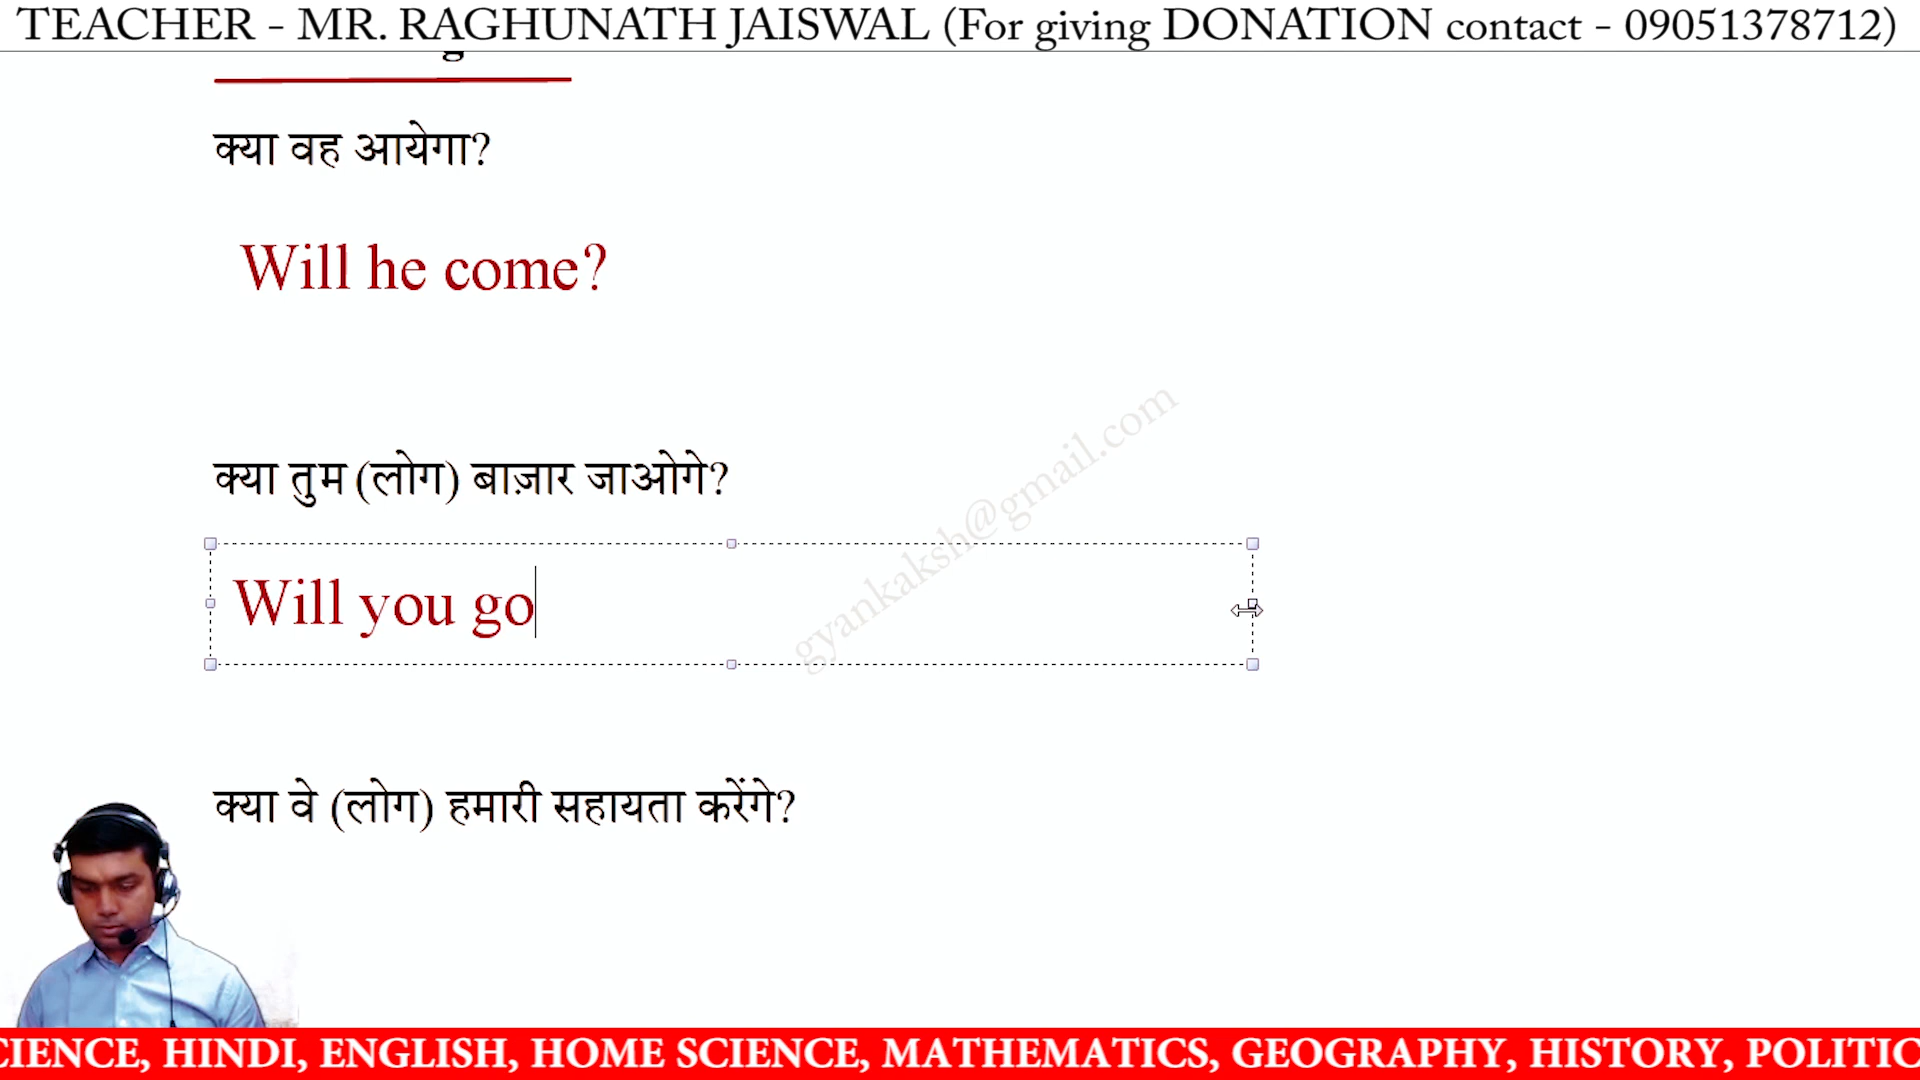 TEACHER - MR. RAGHUNATH JAISWAL (For giving DONATION contact - 09051378712)
क्या वह आयेगा?
Will he come?
क्या तुम (लोग) बाज़ार जाओगे?
gyankaksh@gmail.com
Will you go
क्या वे (लोग) हमारी सहायता करेंगे?
CIENCE, HINDI, ENGLISH, HOME SCIENCE, MATHEMATICS, GEOGRAPHY, HISTORY, POLITIC